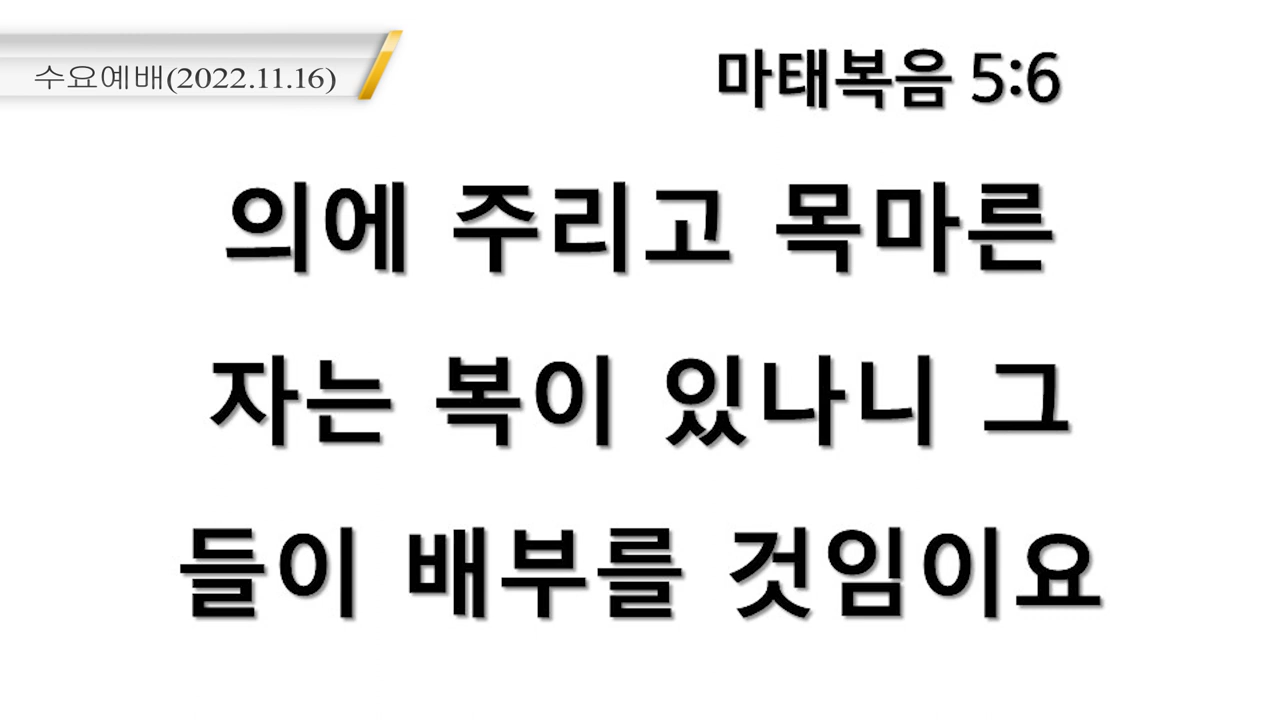 수요예배(2022.11.16)
마태복음 5:6
의에 주리고 목마른
자는 복이 있나니 그
들이 배부를 것임이요